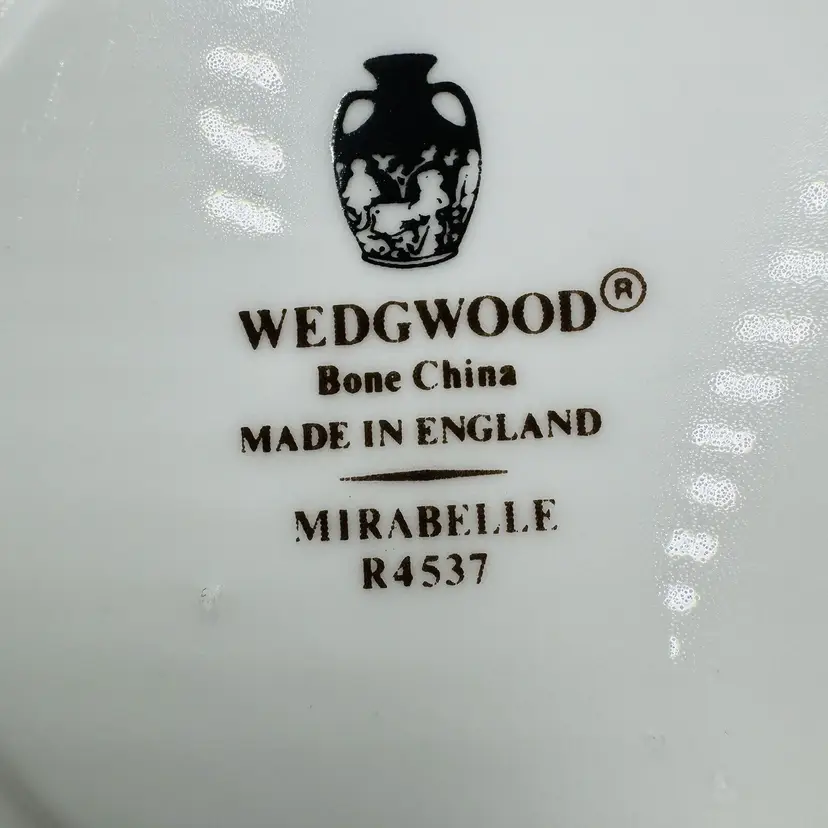 WEDGWOOD®
Bone China
MADE IN ENGLAND
MIRABELLE
R4537